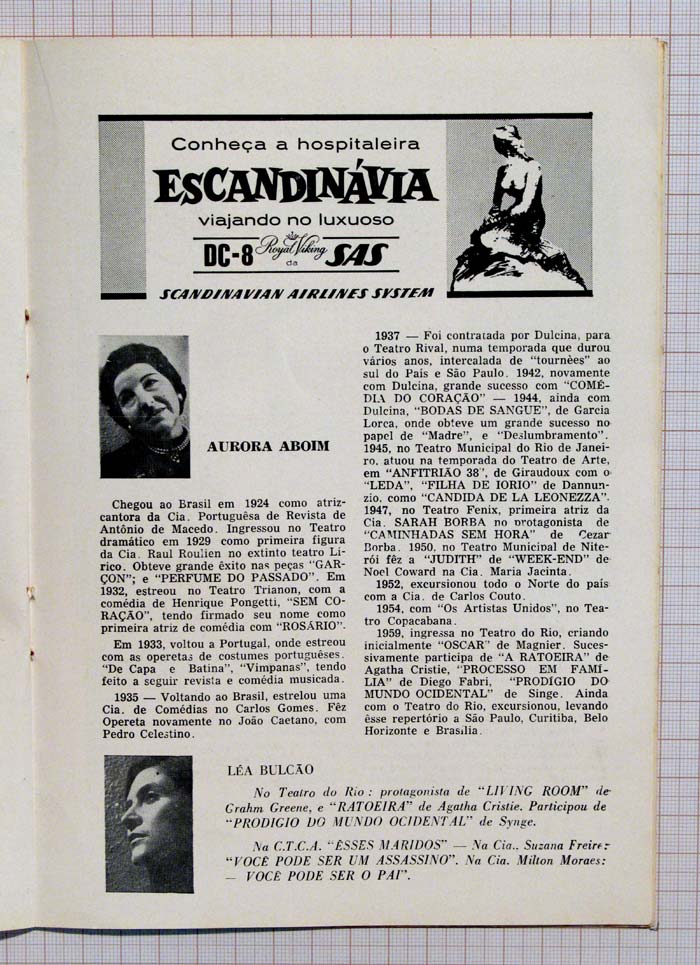 Conheça a hospitaleira
ESCANDINÁVIA
viajando no luxuoso
DC-8 Royal Viking da SAS
SCANDINAVIAN AIRLINES SYSTEM
AURORA ABOIM
Chegou ao Brasil em 1924 como atriz-
cantora da Cia. Portuguêsa de Revista de
Antônio de Macedo. Ingressou no Teatro
dramático em 1929 como primeira figura
da Cia. Raul Roulien no extinto teatro Lí-
rico. Obteve grande êxito nas peças "GAR-
ÇON"; e "PERFUME DO PASSADO". Em
1932, estreou no Teatro Trianon, com a
comédia de Henrique Pongetti, "SEM CO-
RAÇÃO", tendo firmado seu nome como
primeira atriz de comédia com "ROSÁRIO".
Em 1933, voltou a Portugal, onde estreou
com as operetas de costumes portuguêses.
"De Capa e Batina", "Vimpanas", tendo
feito a seguir revista e comédia musicada.
1935 — Voltando ao Brasil, estrelou uma
Cia. de Comédias no Carlos Gomes. Fêz
Opereta novamente no João Caetano, com
Pedro Celestino.
1937 — Foi contratada por Dulcina, para
o Teatro Rival, numa temporada que durou
vários anos, intercalada de "tournèes" ao
sul do País e São Paulo. 1942, novamente
com Dulcina, grande sucesso com "COMÉ-
DIA DO CORAÇÃO" — 1944, ainda com
Dulcina, "BODAS DE SANGUE", de Garcia
Lorca, onde obteve um grande sucesso no
papel de "Madre", e "Deslumbramento".
1945, no Teatro Municipal do Rio de Janei-
ro, atuou na temporada do Teatro de Arte,
em "ANFITRIÃO 38", de Giraudoux com o
"LEDA", "FILHA DE IORIO" de Dannun-
zio, como "CANDIDA DE LA LEONEZZA".
1947, no Teatro Fenix, primeira atriz da
Cia. SARAH BORBA no protagonista de
"CAMINHADAS SEM HORA" de Cezar
Borba. 1950, no Teatro Municipal de Nite-
rói fêz a "JUDITH" de "WEEK-END" de
Noel Coward na Cia. Maria Jacinta.
1952, excursionou todo o Norte do país
com a Cia. de Carlos Couto.
1954, com "Os Artistas Unidos", no Tea-
tro Copacabana.
1959, ingressa no Teatro do Rio, criando
inicialmente "OSCAR" de Magnier. Suces-
sivamente participa de "A RATOEIRA" de
Agatha Cristie, "PROCESSO EM FAMI-
LIA" de Diego Fabri, "PRODÍGIO DO
MUNDO OCIDENTAL" de Singe. Ainda
com o Teatro do Rio, excursionou, levando
êsse repertório a São Paulo, Curitiba, Belo
Horizonte e Brasília.
LÉA BULCÃO
No Teatro do Rio: protagonista de "LIVING ROOM" de
Grahm Greene, e "RATOEIRA" de Agatha Cristie. Participou de
"PRODIGIO DO MUNDO OCIDENTAL" de Synge.
Na C.T.C.A. "ÊSSES MARIDOS" — Na Cia., Suzana Freire:
"VOCÊ PODE SER UM ASSASSINO". Na Cia. Milton Moraes:
— VOCÊ PODE SER O PAI".